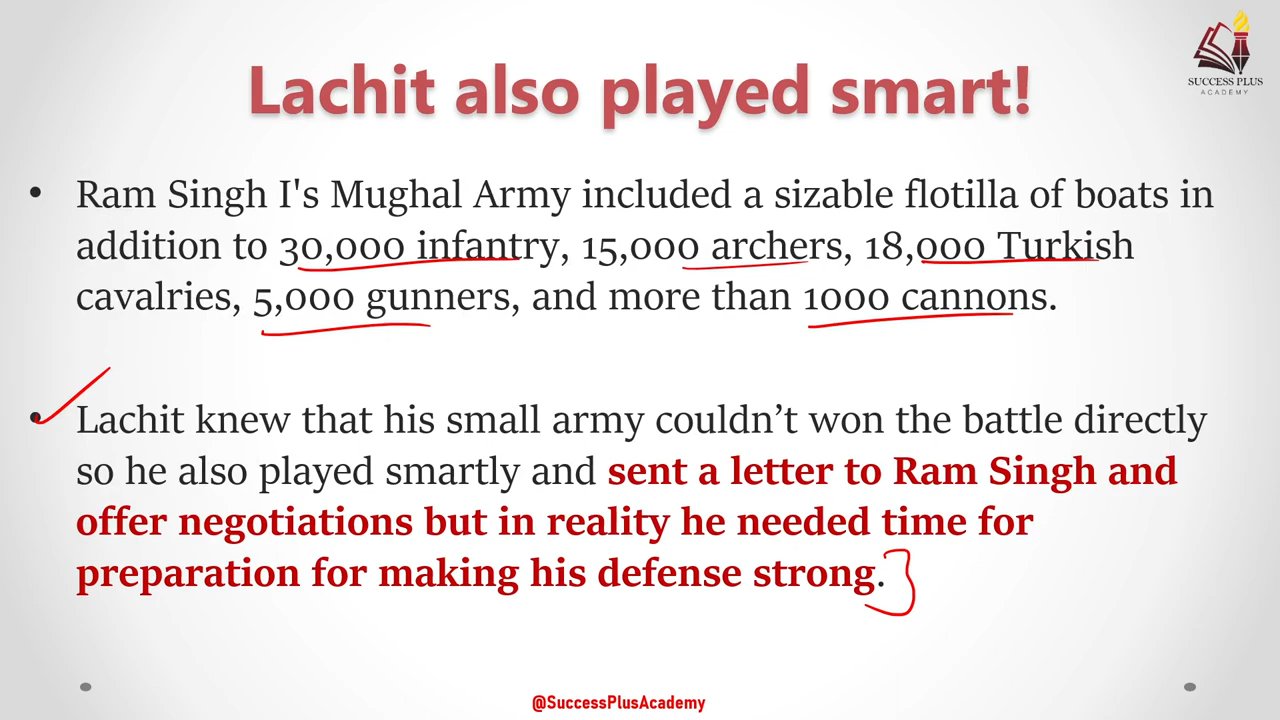 SUCCESS PLUS
ACADEMY
Lachit also played smart!
• Ram Singh I's Mughal Army included a sizable flotilla of boats in
addition to 30,000 infantry, 15,000 archers, 18,000 Turkish
cavalries, 5,000 gunners, and more than 1000 cannons.
• Lachit knew that his small army couldn’t won the battle directly
so he also played smartly and sent a letter to Ram Singh and
offer negotiations but in reality he needed time for
preparation for making his defense strong.
@SuccessPlusAcademy